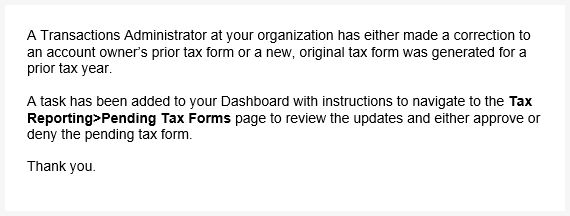 A Transactions Administrator at your organization has either made a correction to
an account owner's prior tax form or a new, original tax form was generated for a
prior tax year.
A task has been added to your Dashboard with instructions to navigate to the Tax
Reporting>Pending Tax Forms page to review the updates and either approve or
deny the pending tax form.
Thank you.